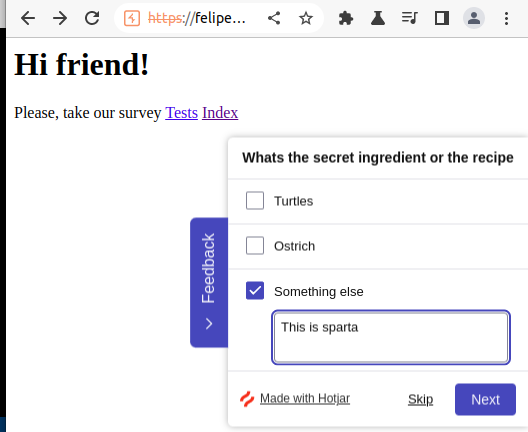 https://felipe...
Hi friend!
Please, take our survey Tests Index
Whats the secret ingredient or the recipe
Turtles
Ostrich
Feedback
Something else
This is sparta
Made with Hotjar Skip Next